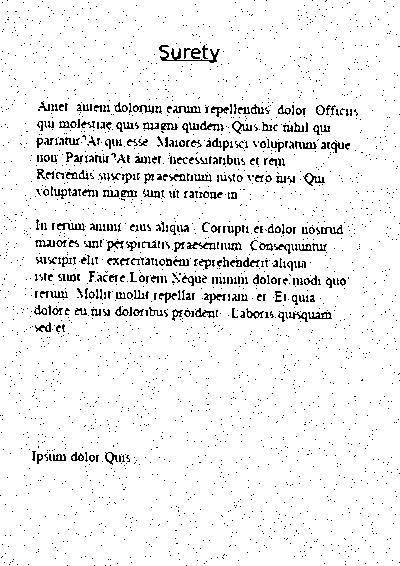 Surety
Amet autem dolorum earum repellendus dolor Officiis
qui molestiae quis magni quidem Quis hic nihil qui
pariatur? At qui esse Maiores adipisci voluptatum atque
non Pariatur? At amet necessitatibus et rem
Reiciendis suscipit praesentium iusto vero nisi Qui
voluptatem magni sunt ut ratione in
In rerum animi eius aliqua Corrupti et dolor nostrud
maiores sint perspiciatis praesentium Consequuntur
suscipit elit exercitationem reprehenderit aliqua
iste sunt Facere Lorem Neque minim dolore modi quo
rerum Mollit mollit repellat aperiam et Et quia
dolore eu nisi doloribus proident Laboris quisquam
sed et
Ipsum dolor Quis